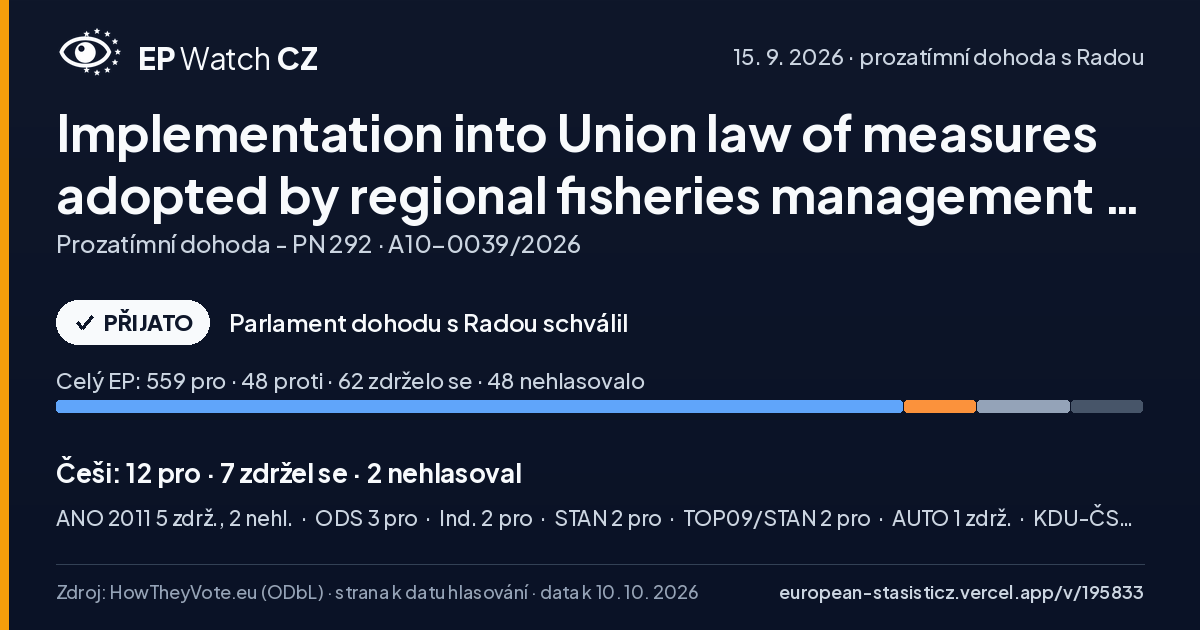 EP Watch CZ
15. 9. 2026 · prozatímní dohoda s Radou
Implementation into Union law of measures
adopted by regional fisheries management …
Prozatímní dohoda – PN 292 · A10–0039/2026
✓ PŘIJATO Parlament dohodu s Radou schválil
Celý EP: 559 pro · 48 proti · 62 zdrželo se · 48 nehlasovalo
Češi: 12 pro · 7 zdržel se · 2 nehlasoval
ANO 2011 5 zdrž., 2 nehl. · ODS 3 pro · Ind. 2 pro · STAN 2 pro · TOP09/STAN 2 pro · AUTO 1 zdrž. · KDU-ČS…
Zdroj: HowTheyVote.eu (ODbL) · strana k datu hlasování · data k 10. 10. 2026
european-stasisticz.vercel.app/v/195833